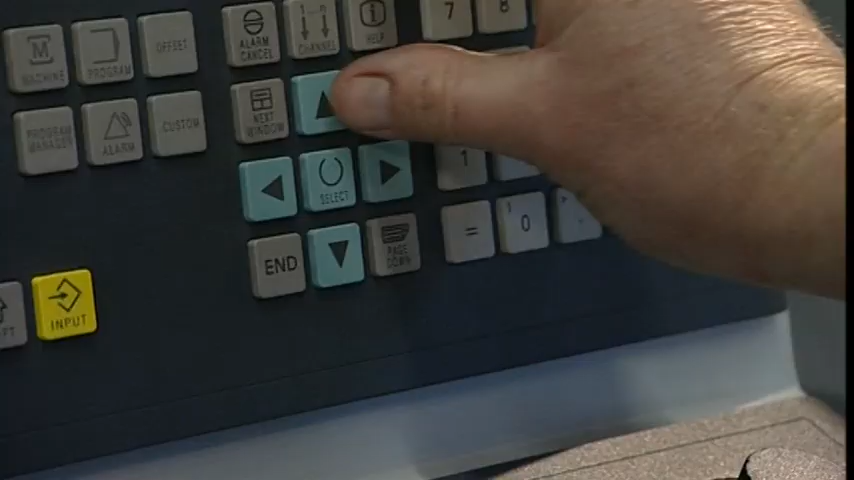 M
MACHINE
PROGRAM
OFFSET
ALARM
CANCEL
1...n
CHANNEL
i
HELP
7
8
PROGRAM
MANAGER
ALARM
CUSTOM
NEXT
WINDOW
SELECT
1
END
PAGE
DOWN
=
0
INPUT